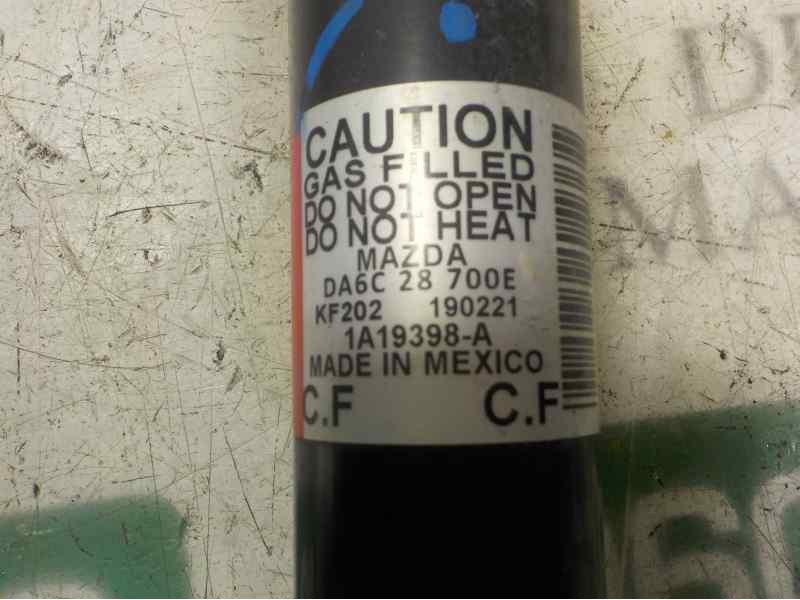 CAUTION
GAS FILLED
DO NOT OPEN
DO NOT HEAT
MAZDA
DA6C 28 700E
KF202 190221
1A19398-A
MADE IN MEXICO
C.F C.F